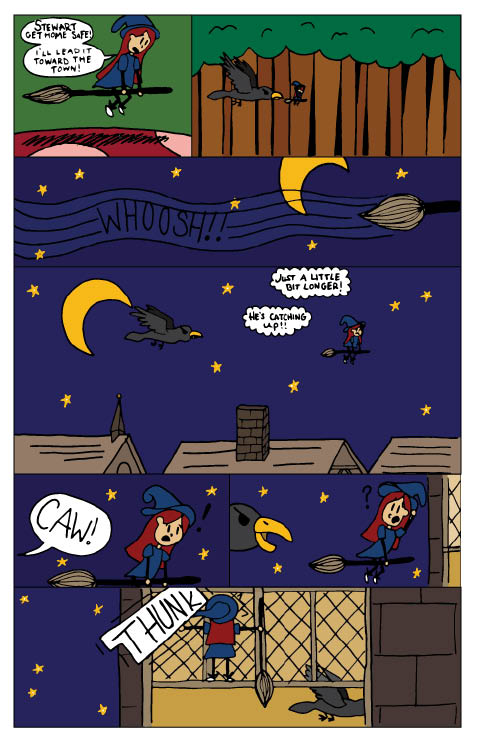 STEWART
GET HOME SAFE!
I'LL LEAD IT
TOWARD THE
TOWN!
WHOOSH!!
JUST A LITTLE
BIT LONGER!
HE'S CATCHING
UP!!
CAW!
!
?
THUNK